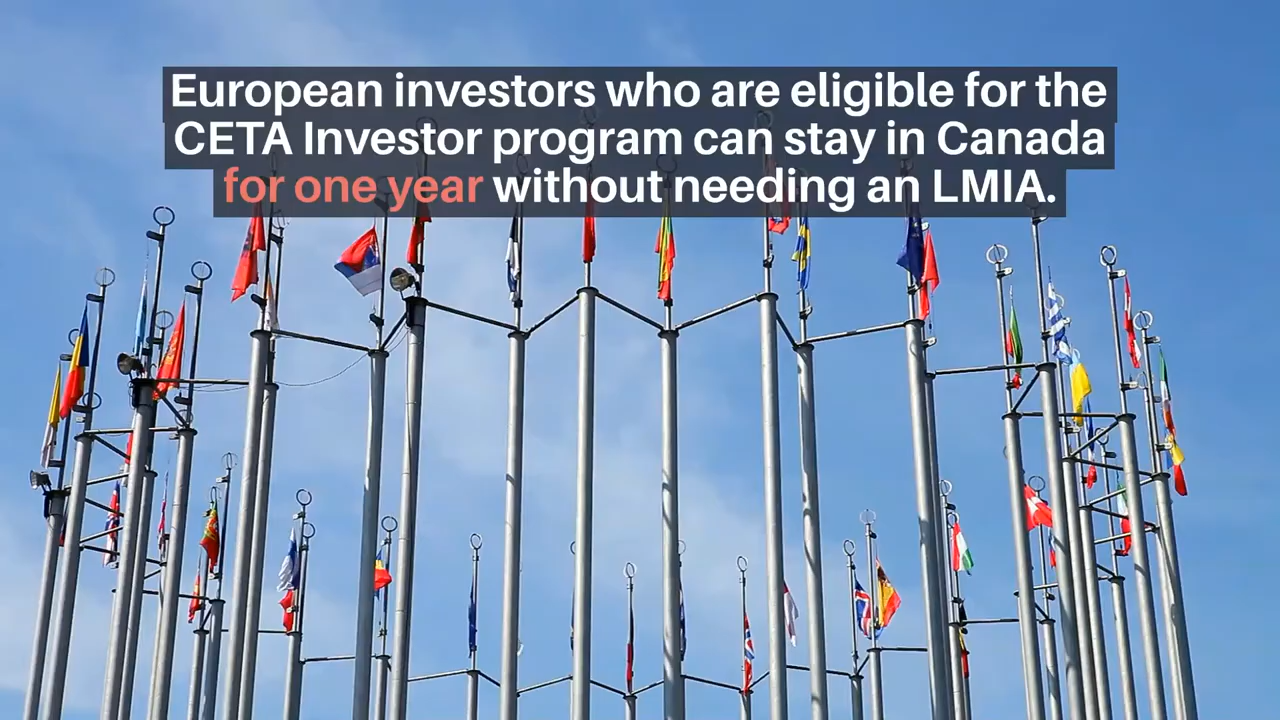 European investors who are eligible for the
CETA Investor program can stay in Canada
for one year without needing an LMIA.